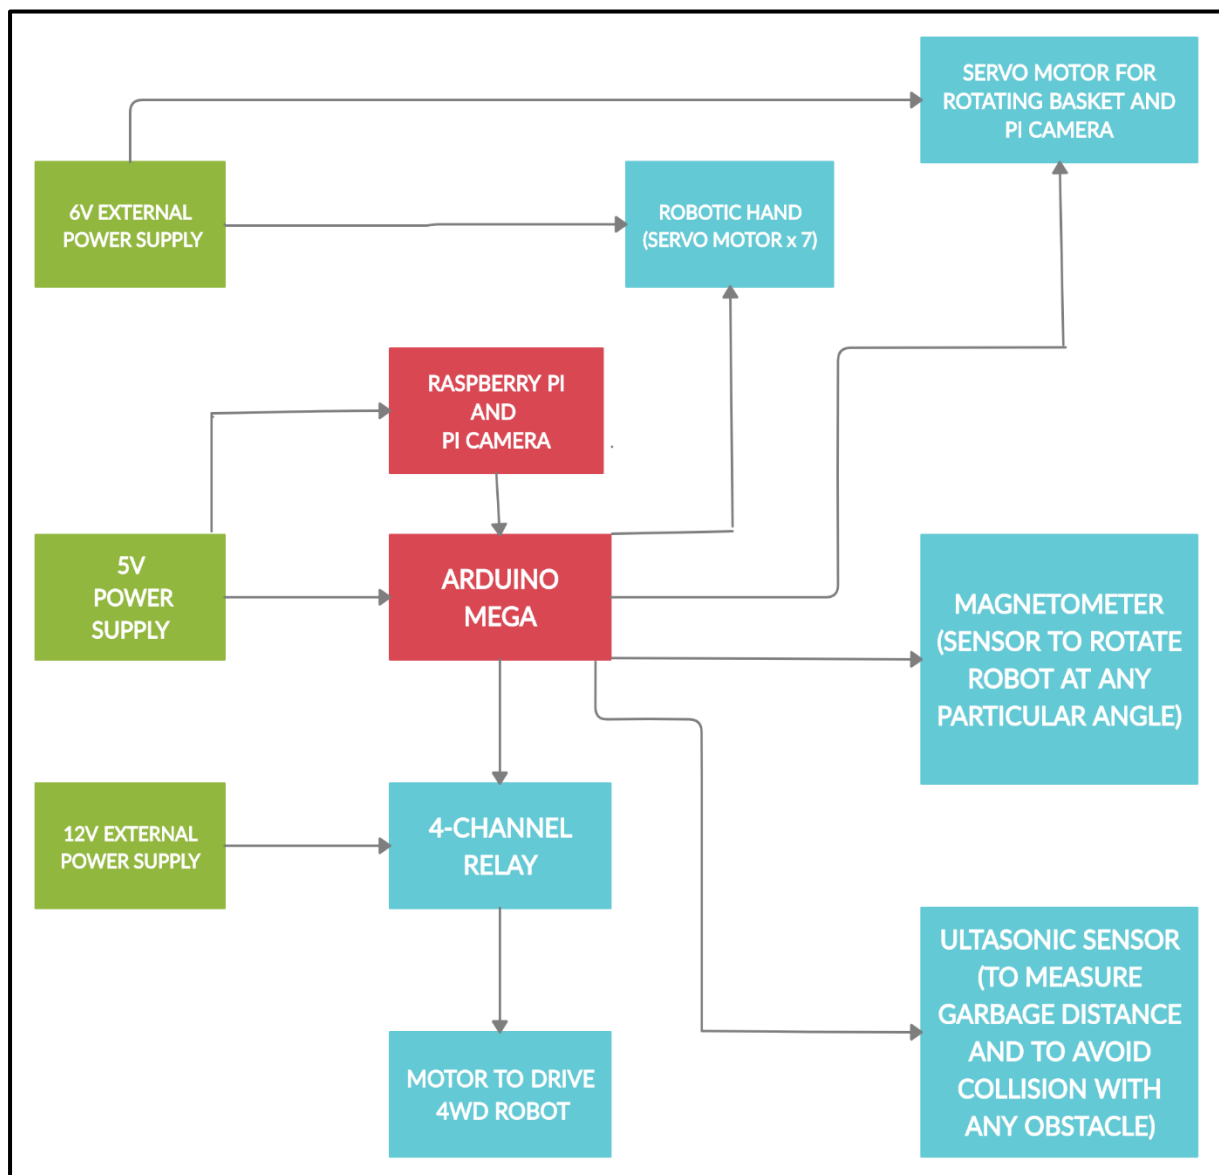 SERVO MOTOR FOR
ROTATING BASKET AND
PI CAMERA
6V EXTERNAL
POWER SUPPLY
ROBOTIC HAND
(SERVO MOTOR x 7)
RASPBERRY PI
AND
PI CAMERA
5V
POWER
SUPPLY
ARDUINO
MEGA
MAGNETOMETER
(SENSOR TO ROTATE
ROBOT AT ANY
PARTICULAR ANGLE)
12V EXTERNAL
POWER SUPPLY
4-CHANNEL
RELAY
ULTASONIC SENSOR
(TO MEASURE
GARBAGE DISTANCE
AND TO AVOID
COLLISION WITH
ANY OBSTACLE)
MOTOR TO DRIVE
4WD ROBOT